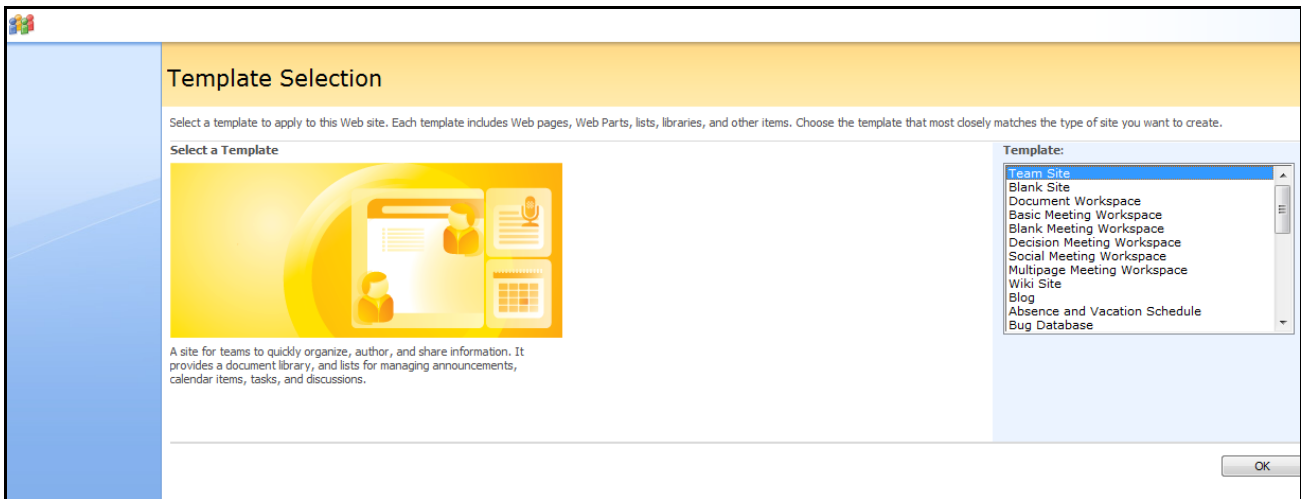 Template Selection
Select a template to apply to this Web site. Each template includes Web pages, Web Parts, lists, libraries, and other items. Choose the template that most closely matches the type of site you want to create.
Select a Template
A site for teams to quickly organize, author, and share information. It
provides a document library, and lists for managing announcements,
calendar items, tasks, and discussions.
Template:
Team Site
Blank Site
Document Workspace
Basic Meeting Workspace
Blank Meeting Workspace
Decision Meeting Workspace
Social Meeting Workspace
Multipage Meeting Workspace
Wiki Site
Blog
Absence and Vacation Schedule
Bug Database
OK